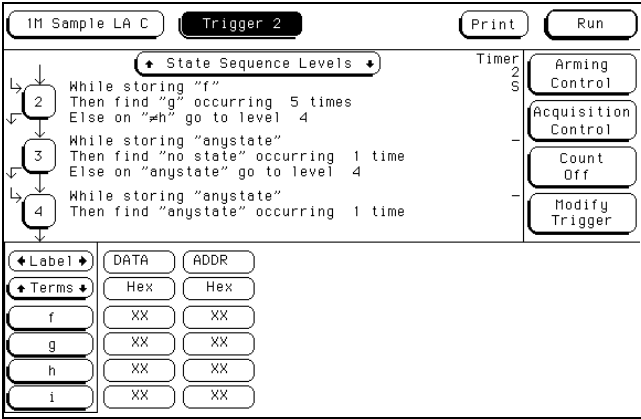 1M Sample LA C Trigger 2 Print Run
State Sequence Levels
Timer
2
S
2
While storing "f"
Then find "g" occurring 5 times
Else on "≠h" go to level 4
3
While storing "anystate" -
Then find "no state" occurring 1 time
Else on "anystate" go to level 4
4
While storing "anystate" -
Then find "anystate" occurring 1 time
Arming
Control
Acquisition
Control
Count
Off
Modify
Trigger
Label DATA ADDR
Terms Hex Hex
f XX XX
g XX XX
h XX XX
i XX XX